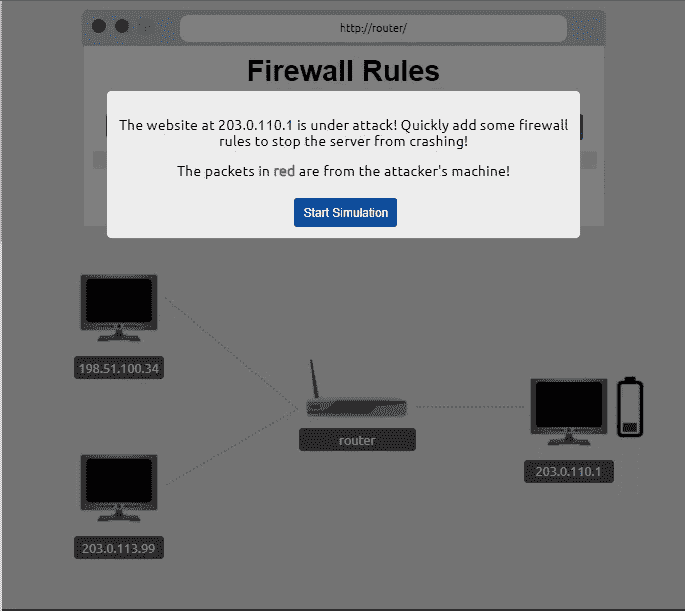 http://router/
Firewall Rules
The website at 203.0.110.1 is under attack! Quickly add some firewall
rules to stop the server from crashing!
The packets in red are from the attacker's machine!
Start Simulation
198.51.100.34
router
203.0.110.1
203.0.113.99